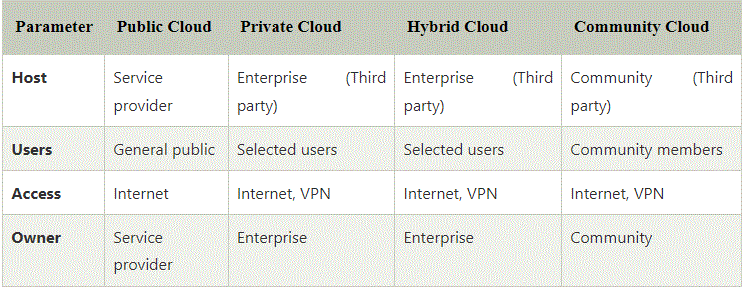 Parameter Public Cloud Private Cloud Hybrid Cloud Community Cloud
Host Service provider Enterprise (Third party) Enterprise (Third party) Community (Third party)
Users General public Selected users Selected users Community members
Access Internet Internet, VPN Internet, VPN Internet, VPN
Owner Service provider Enterprise Enterprise Community